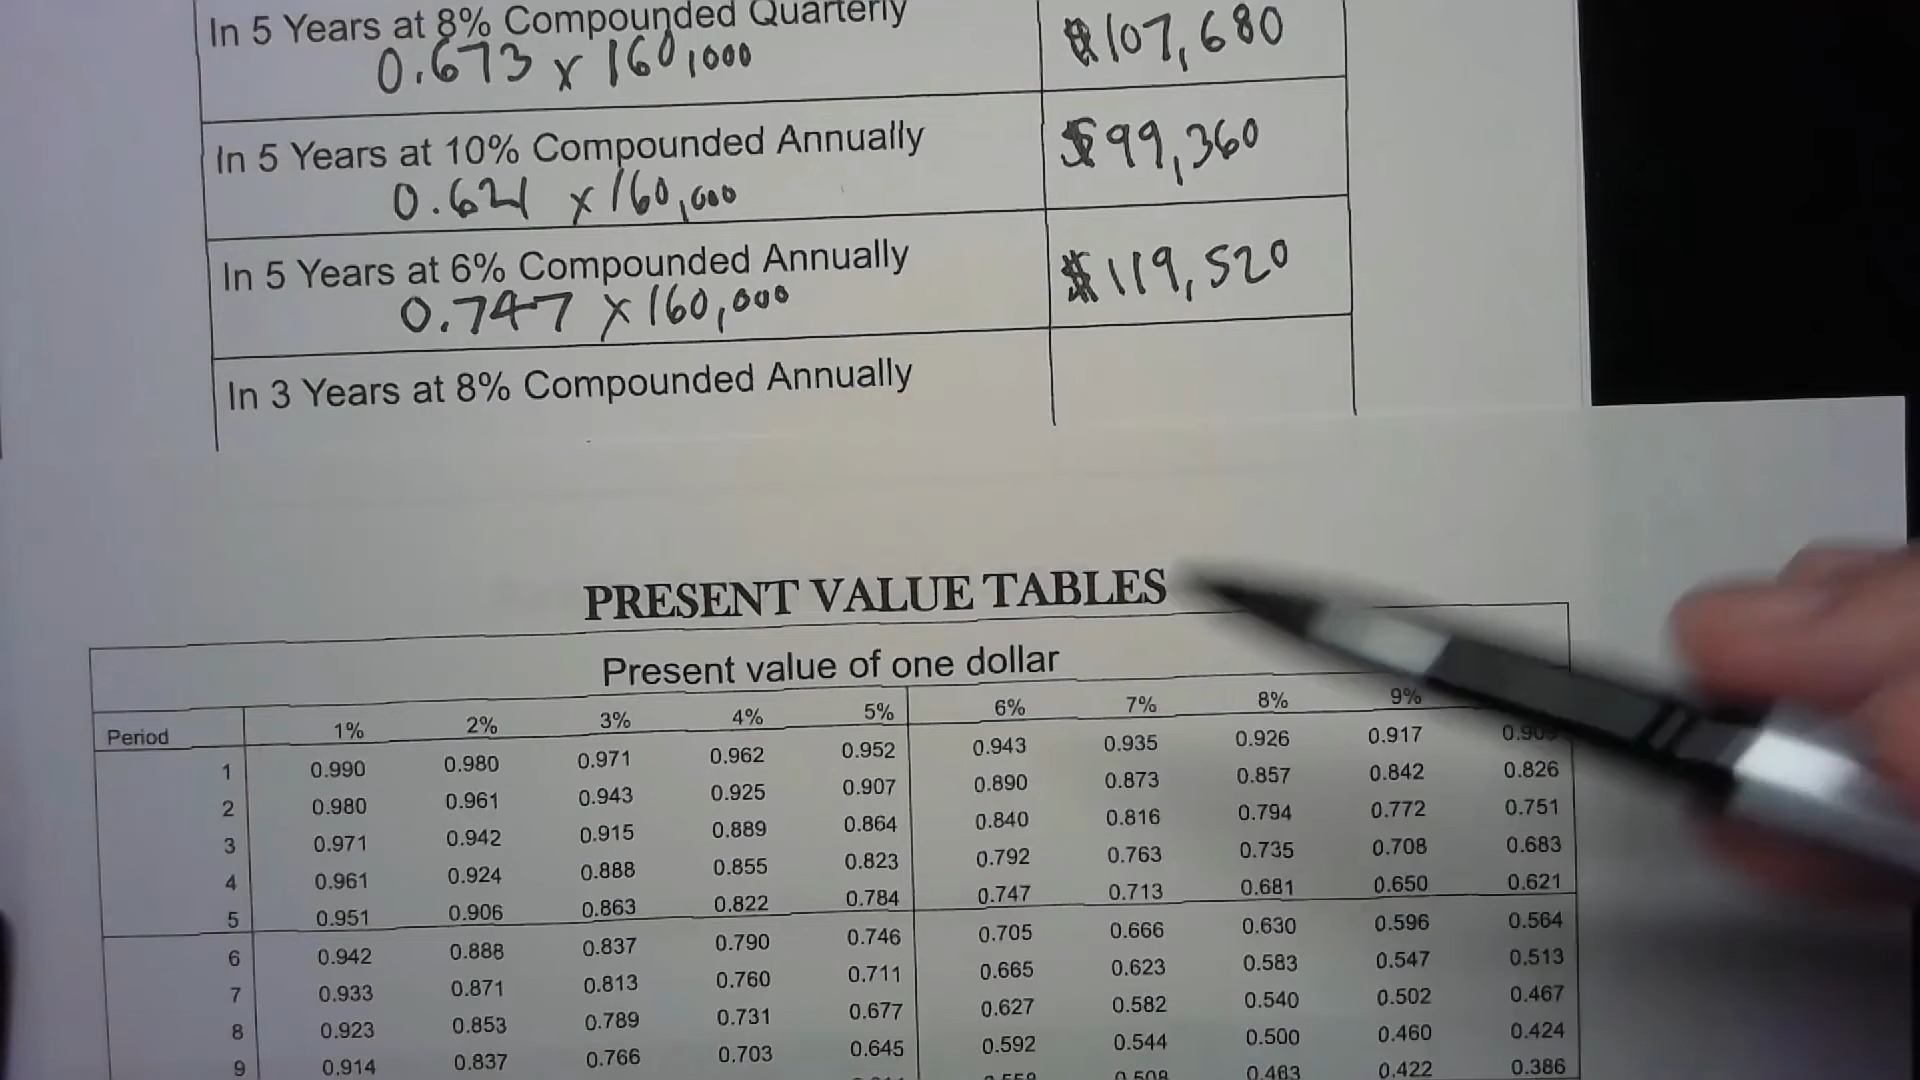 In 5 Years at 8% Compounded Quarterly
0.673 x 160,000
$107,680
In 5 Years at 10% Compounded Annually
0.621 x 160,000
$99,360
In 5 Years at 6% Compounded Annually
0.747 x 160,000
$119,520
In 3 Years at 8% Compounded Annually
PRESENT VALUE TABLES
Present value of one dollar
Period 1% 2% 3% 4% 5% 6% 7% 8% 9%
1 0.990 0.980 0.971 0.962 0.952 0.943 0.935 0.926 0.917 0.909
2 0.980 0.961 0.943 0.925 0.907 0.890 0.873 0.857 0.842 0.826
3 0.971 0.942 0.915 0.889 0.864 0.840 0.816 0.794 0.772 0.751
4 0.961 0.924 0.888 0.855 0.823 0.792 0.763 0.735 0.708 0.683
5 0.951 0.906 0.863 0.822 0.784 0.747 0.713 0.681 0.650 0.621
6 0.942 0.888 0.837 0.790 0.746 0.705 0.666 0.630 0.596 0.564
7 0.933 0.871 0.813 0.760 0.711 0.665 0.623 0.583 0.547 0.513
8 0.923 0.853 0.789 0.731 0.677 0.627 0.582 0.540 0.502 0.467
9 0.914 0.837 0.766 0.703 0.645 0.592 0.544 0.500 0.460 0.424
0.508 0.463 0.422 0.386